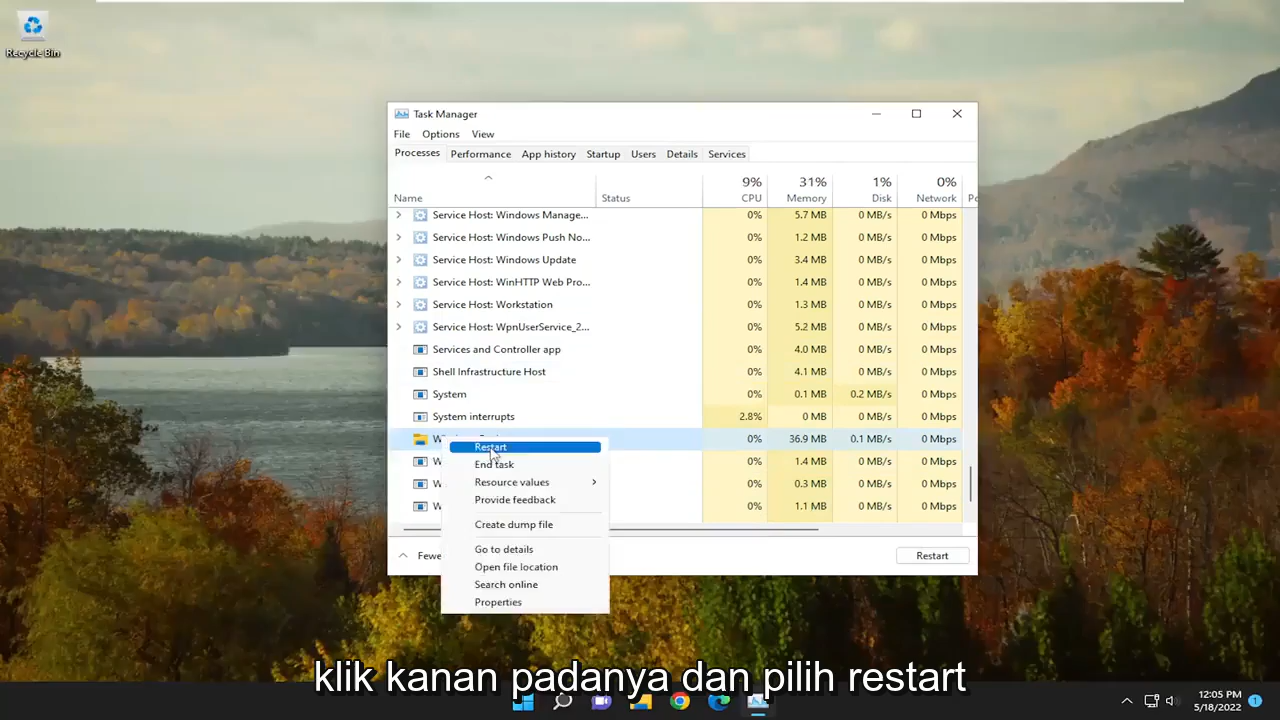 Recycle Bin
Task Manager
File Options View
Processes Performance App history Startup Users Details Services
9% 31% 1% 0%
Name Status CPU Memory Disk Network
Service Host: Windows Manage... 0% 5.7 MB 0 MB/s 0 Mbps
Service Host: Windows Push No... 0% 1.2 MB 0 MB/s 0 Mbps
Service Host: Windows Update 0% 3.4 MB 0 MB/s 0 Mbps
Service Host: WinHTTP Web Pro... 0% 1.4 MB 0 MB/s 0 Mbps
Service Host: Workstation 0% 1.3 MB 0 MB/s 0 Mbps
Service Host: WpnUserService_2... 0% 5.2 MB 0 MB/s 0 Mbps
Services and Controller app 0% 4.0 MB 0 MB/s 0 Mbps
Shell Infrastructure Host 0% 4.1 MB 0 MB/s 0 Mbps
System 0% 0.1 MB 0.2 MB/s 0 Mbps
System interrupts 2.8% 0 MB 0 MB/s 0 Mbps
0% 36.9 MB 0.1 MB/s 0 Mbps
0% 1.4 MB 0 MB/s 0 Mbps
0% 0.3 MB 0 MB/s 0 Mbps
0% 1.1 MB 0 MB/s 0 Mbps
Restart
End task
Resource values
Provide feedback
Create dump file
Go to details
Open file location
Search online
Properties
Fewe
Restart
klik kanan padanya dan pilih restart
12:05 PM
5/18/2022
1